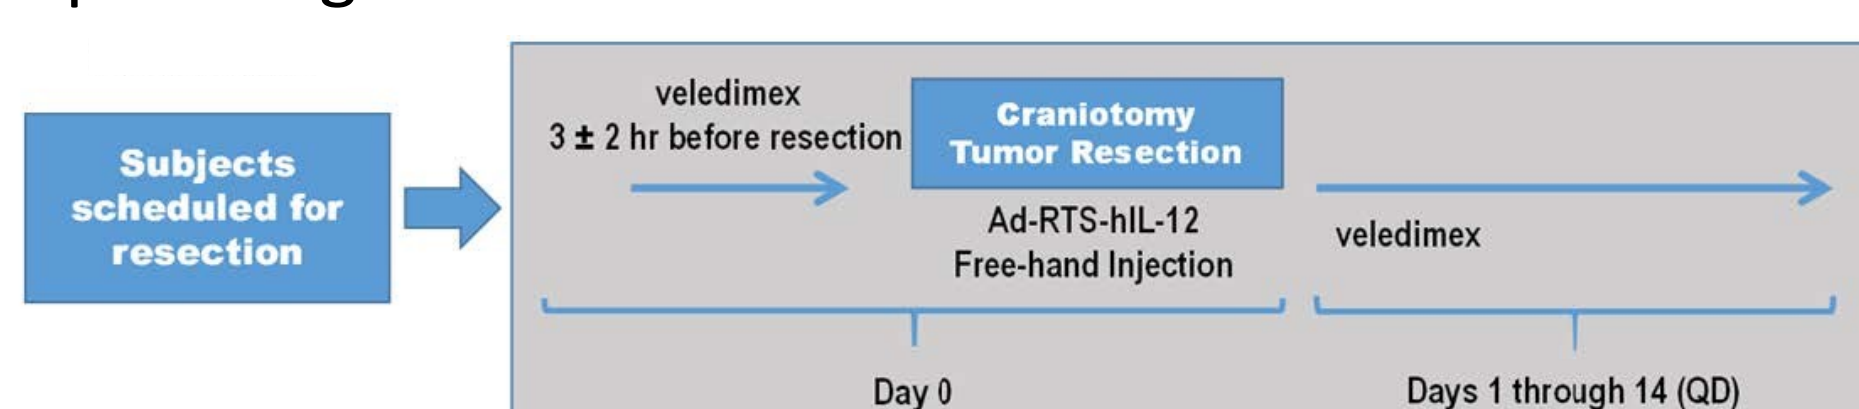 Subjects
scheduled for
resection
veledimex
3 ± 2 hr before resection
Craniotomy
Tumor Resection
Ad-RTS-hIL-12
Free-hand Injection
veledimex
Day 0
Days 1 through 14 (QD)